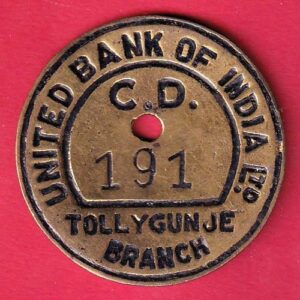 UNITED BANK OF INDIA LTD.
C.D.
191
TOLLYGUNJE
BRANCH